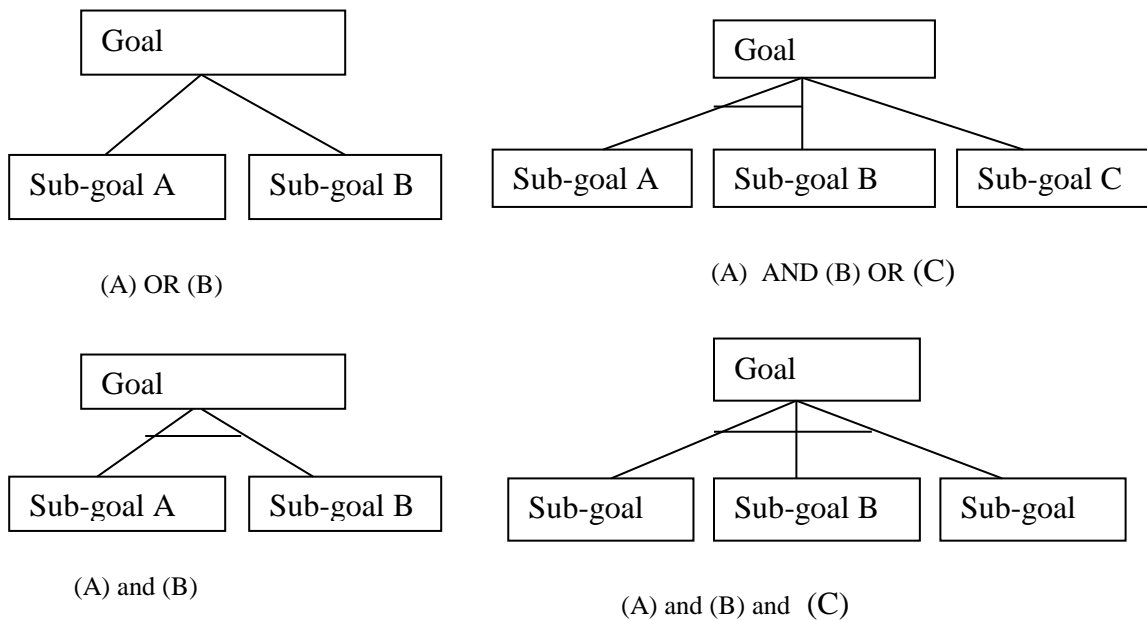 Goal
Sub-goal A
Sub-goal B
(A) OR (B)
Goal
Sub-goal A
Sub-goal B
Sub-goal C
(A) AND (B) OR (C)
Goal
Sub-goal A
Sub-goal B
(A) and (B)
Goal
Sub-goal
Sub-goal B
Sub-goal
(A) and (B) and (C)